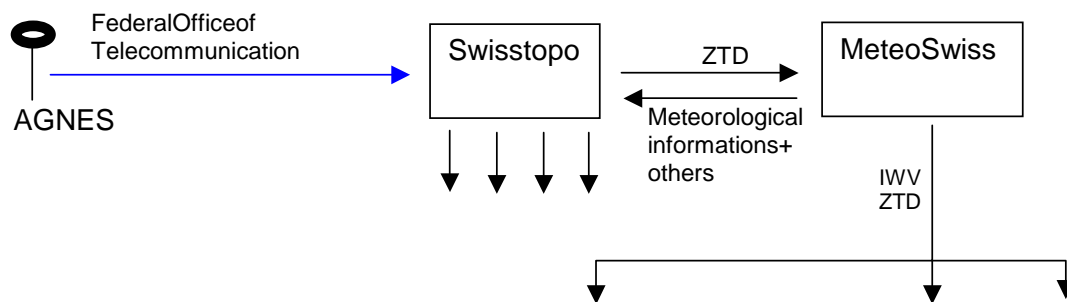 FederalOfficeof
Telecommunication
AGNES
Swisstopo
ZTD
Meteorological
informations+
others
MeteoSwiss
IWV
ZTD